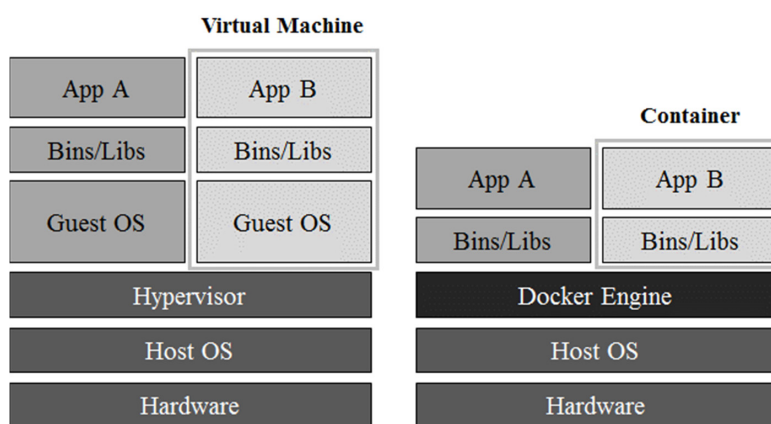 Virtual Machine
App A
App B
Bins/Libs
Bins/Libs
Guest OS
Guest OS
Hypervisor
Host OS
Hardware
Container
App A
App B
Bins/Libs
Bins/Libs
Docker Engine
Host OS
Hardware